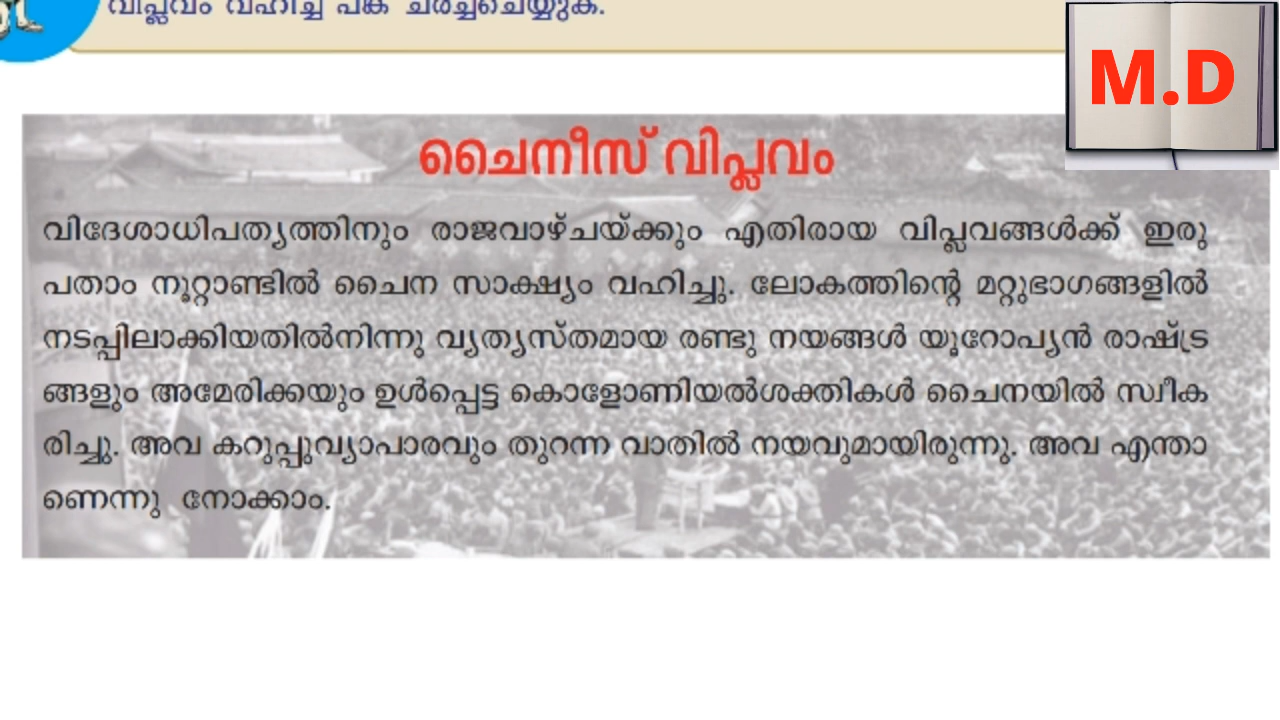 വിപ്ലവം വഹിച്ച പങ്ക് ചർച്ചചെയ്യുക.
M.D
ചൈനീസ് വിപ്ലവം
വിദേശാധിപത്യത്തിനും രാജവാഴ്ചയ്ക്കും എതിരായ വിപ്ലവങ്ങൾക്ക് ഇരു
പതാം നൂറ്റാണ്ടിൽ ചൈന സാക്ഷ്യം വഹിച്ചു. ലോകത്തിന്റെ മറ്റുഭാഗങ്ങളിൽ
നടപ്പിലാക്കിയതിൽനിന്നു വ്യത്യസ്തമായ രണ്ടു നയങ്ങൾ യൂറോപ്യൻ രാഷ്ട്ര
ങ്ങളും അമേരിക്കയും ഉൾപ്പെട്ട കൊളോണിയൽശക്തികൾ ചൈനയിൽ സ്വീക
രിച്ചു. അവ കറുപ്പുവ്യാപാരവും തുറന്ന വാതിൽ നയവുമായിരുന്നു. അവ എന്താ
ണെന്നു നോക്കാം.